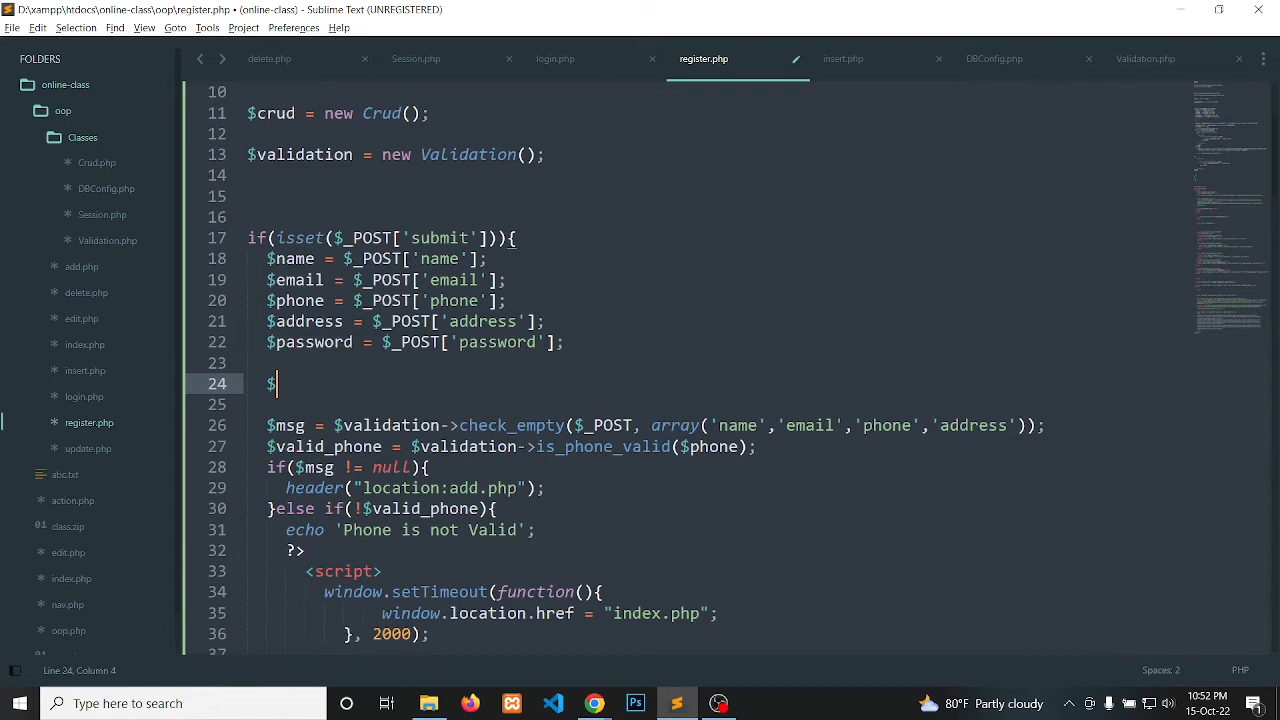 D:\xampp\htdocs\online-class\oop\register.php • (online-class) - Sublime Text (UNREGISTERED)
File Edit Selection Find View Goto Tools Project Preferences Help
FOLDERS
online-class
oop
Gases
Crud.php
DBConfig.php
Session.php
Validation.php
add.php
delete.php
edit.php
index.php
insert.php
login.php
register.php
update.php
abc.txt
action.php
class.zip
edit.php
index.php
nav.php
oop.php
delete.php Session.php login.php register.php insert.php DBConfig.php Validation.php
10
11 $crud = new Crud();
12
13 $validation = new Validation();
14
15
16
17 if(isset($_POST['submit'])){
18 $name = $_POST['name'];
19 $email = $_POST['email'];
20 $phone = $_POST['phone'];
21 $address = $_POST['address'];
22 $password = $_POST['password'];
23
24 $
25
26 $msg = $validation->check_empty($_POST, array('name','email','phone','address'));
27 $valid_phone = $validation->is_phone_valid($phone);
28 if($msg != null){
29 header("location:add.php");
30 }else if(!$valid_phone){
31 echo 'Phone is not Valid';
32 ?>
33 <script>
34 window.setTimeout(function(){
35 window.location.href = "index.php";
36 }, 2000);
37
Line 24, Column 4
Spaces: 2 PHP
Type here to search
80°F Partly cloudy
10:52 PM
15-Oct-22